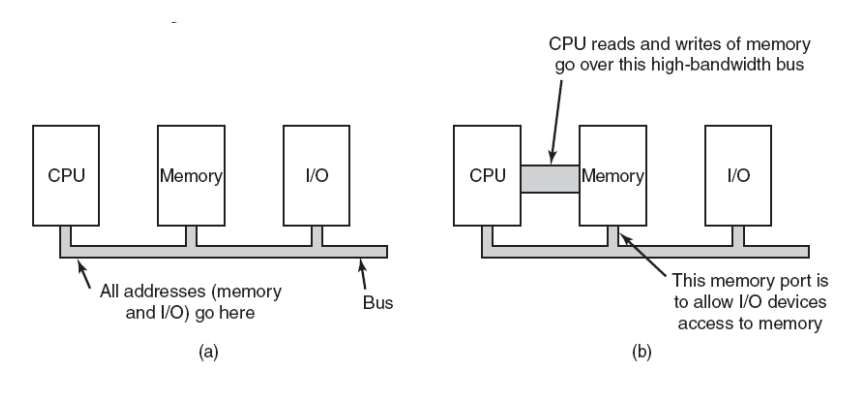 CPU reads and writes of memory
go over this high-bandwidth bus
CPU
Memory
I/O
CPU
Memory
I/O
All addresses (memory
and I/O) go here
Bus
This memory port is
to allow I/O devices
access to memory
(a)
(b)